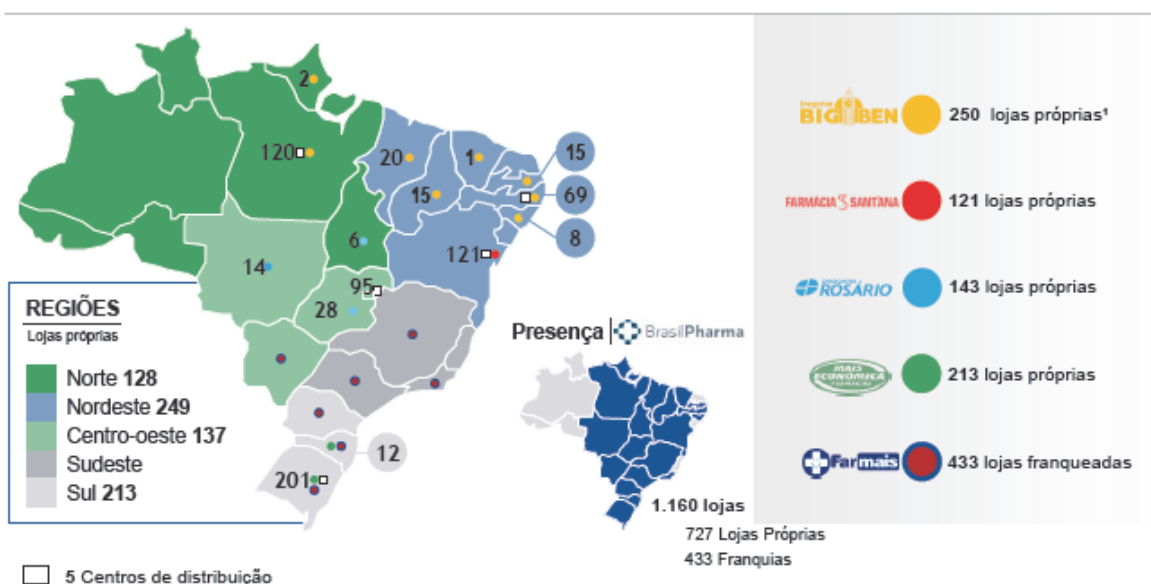 2
120
20
1
15
15
69
8
6
121
14
95
28
12
201
REGIÕES
Lojas próprias
Norte 128
Nordeste 249
Centro-oeste 137
Sudeste
Sul 213
5 Centros de distribuição
Presença | BrasilPharma
1.160 lojas
727 Lojas Próprias
433 Franquias
BIG BEN
250 lojas próprias¹
FARMÁCIA SANTANA
121 lojas próprias
ROSÁRIO
143 lojas próprias
MAIS
ECONÔMICA
213 lojas próprias
Farmais
433 lojas franqueadas